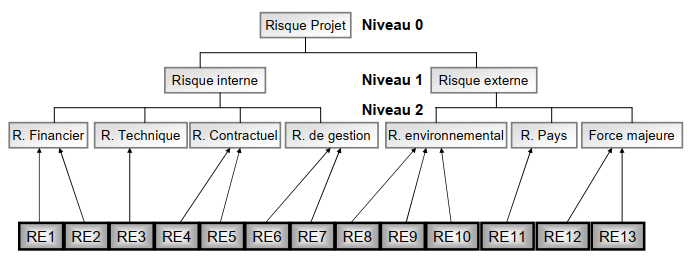 Risque Projet Niveau 0
Risque interne Niveau 1 Risque externe
Niveau 2
R. Financier R. Technique R. Contractuel R. de gestion R. environnemental R. Pays Force majeure
RE1 RE2 RE3 RE4 RE5 RE6 RE7 RE8 RE9 RE10 RE11 RE12 RE13